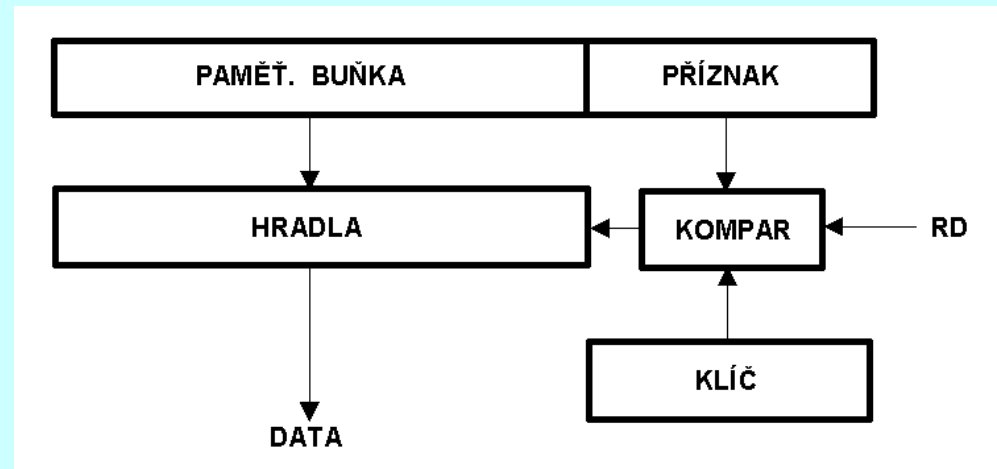 PAMĚŤ. BUŇKA
PŘÍZNAK
HRADLA
KOMPAR
RD
KLÍČ
DATA